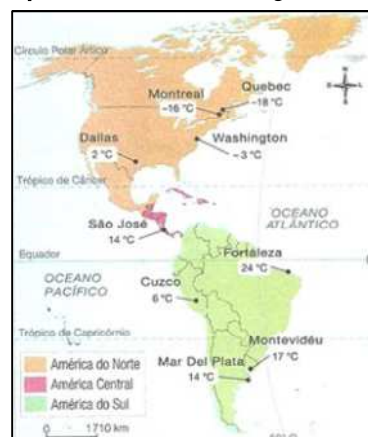 Círculo Polar Ártico
Quebec
Montreal
-18 °C
-16 °C
Dallas
2 °C
Washington
-3 °C
Trópico de Câncer
São José
14 °C
OCEANO
ATLÂNTICO
Equador
Fortaleza
24 °C
OCEANO
PACÍFICO
Cuzco
6 °C
Trópico de Capricórnio
Montevidéu
17 °C
Mar Del Plata
14 °C
América do Norte
América Central
América do Sul
0 1710 km